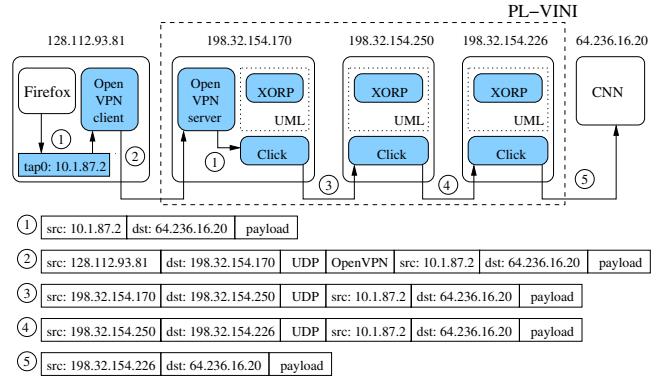 PL−VINI
128.112.93.81 198.32.154.170 198.32.154.250 198.32.154.226 64.236.16.20
Firefox
Open VPN client
Open VPN server
XORP
XORP
XORP
CNN
UML
UML
UML
1
tap0: 10.1.87.2
2
1
Click
Click
Click
3
4
5
1 src: 10.1.87.2 dst: 64.236.16.20 payload
2 src: 128.112.93.81 dst: 198.32.154.170 UDP OpenVPN src: 10.1.87.2 dst: 64.236.16.20 payload
3 src: 198.32.154.170 dst: 198.32.154.250 UDP src: 10.1.87.2 dst: 64.236.16.20 payload
4 src: 198.32.154.250 dst: 198.32.154.226 UDP src: 10.1.87.2 dst: 64.236.16.20 payload
5 src: 198.32.154.226 dst: 64.236.16.20 payload